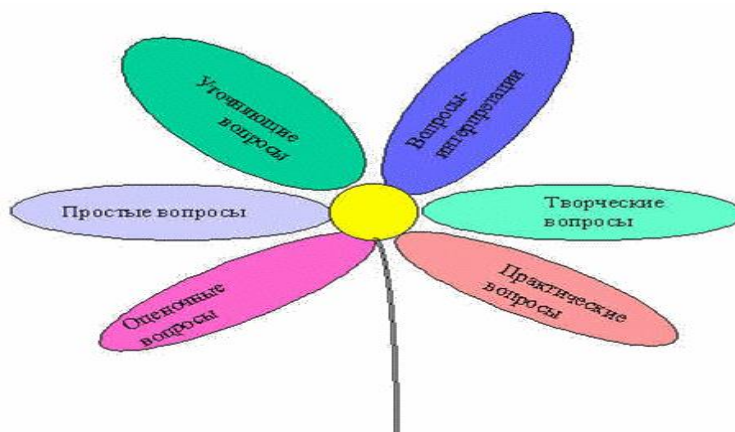 Уточняющие
вопросы
Вопросы-
интерпретации
Простые вопросы
Творческие
вопросы
Оценочные
вопросы
Практические
вопросы